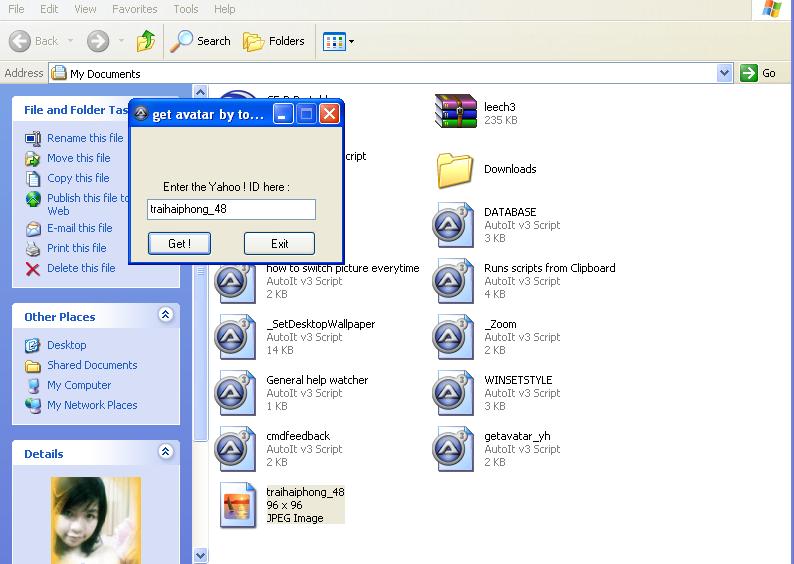 File Edit View Favorites Tools Help
Back Search Folders
Address My Documents Go
File and Folder Tas
Rename this file
Move this file
Copy this file
Publish this file to
Web
E-mail this file
Print this file
Delete this file
Other Places
Desktop
Shared Documents
My Computer
My Network Places
Details
get avatar by to...
Enter the Yahoo ! ID here :
traihaiphong_48
Get !
Exit
leech3
235 KB
cript
Downloads
DATABASE
AutoIt v3 Script
3 KB
how to switch picture everytime
AutoIt v3 Script
2 KB
Runs scripts from Clipboard
AutoIt v3 Script
4 KB
_SetDesktopWallpaper
AutoIt v3 Script
14 KB
_Zoom
AutoIt v3 Script
2 KB
General help watcher
AutoIt v3 Script
1 KB
WINSETSTYLE
AutoIt v3 Script
3 KB
cmdfeedback
AutoIt v3 Script
2 KB
getavatar_yh
AutoIt v3 Script
2 KB
traihaiphong_48
96 x 96
JPEG Image